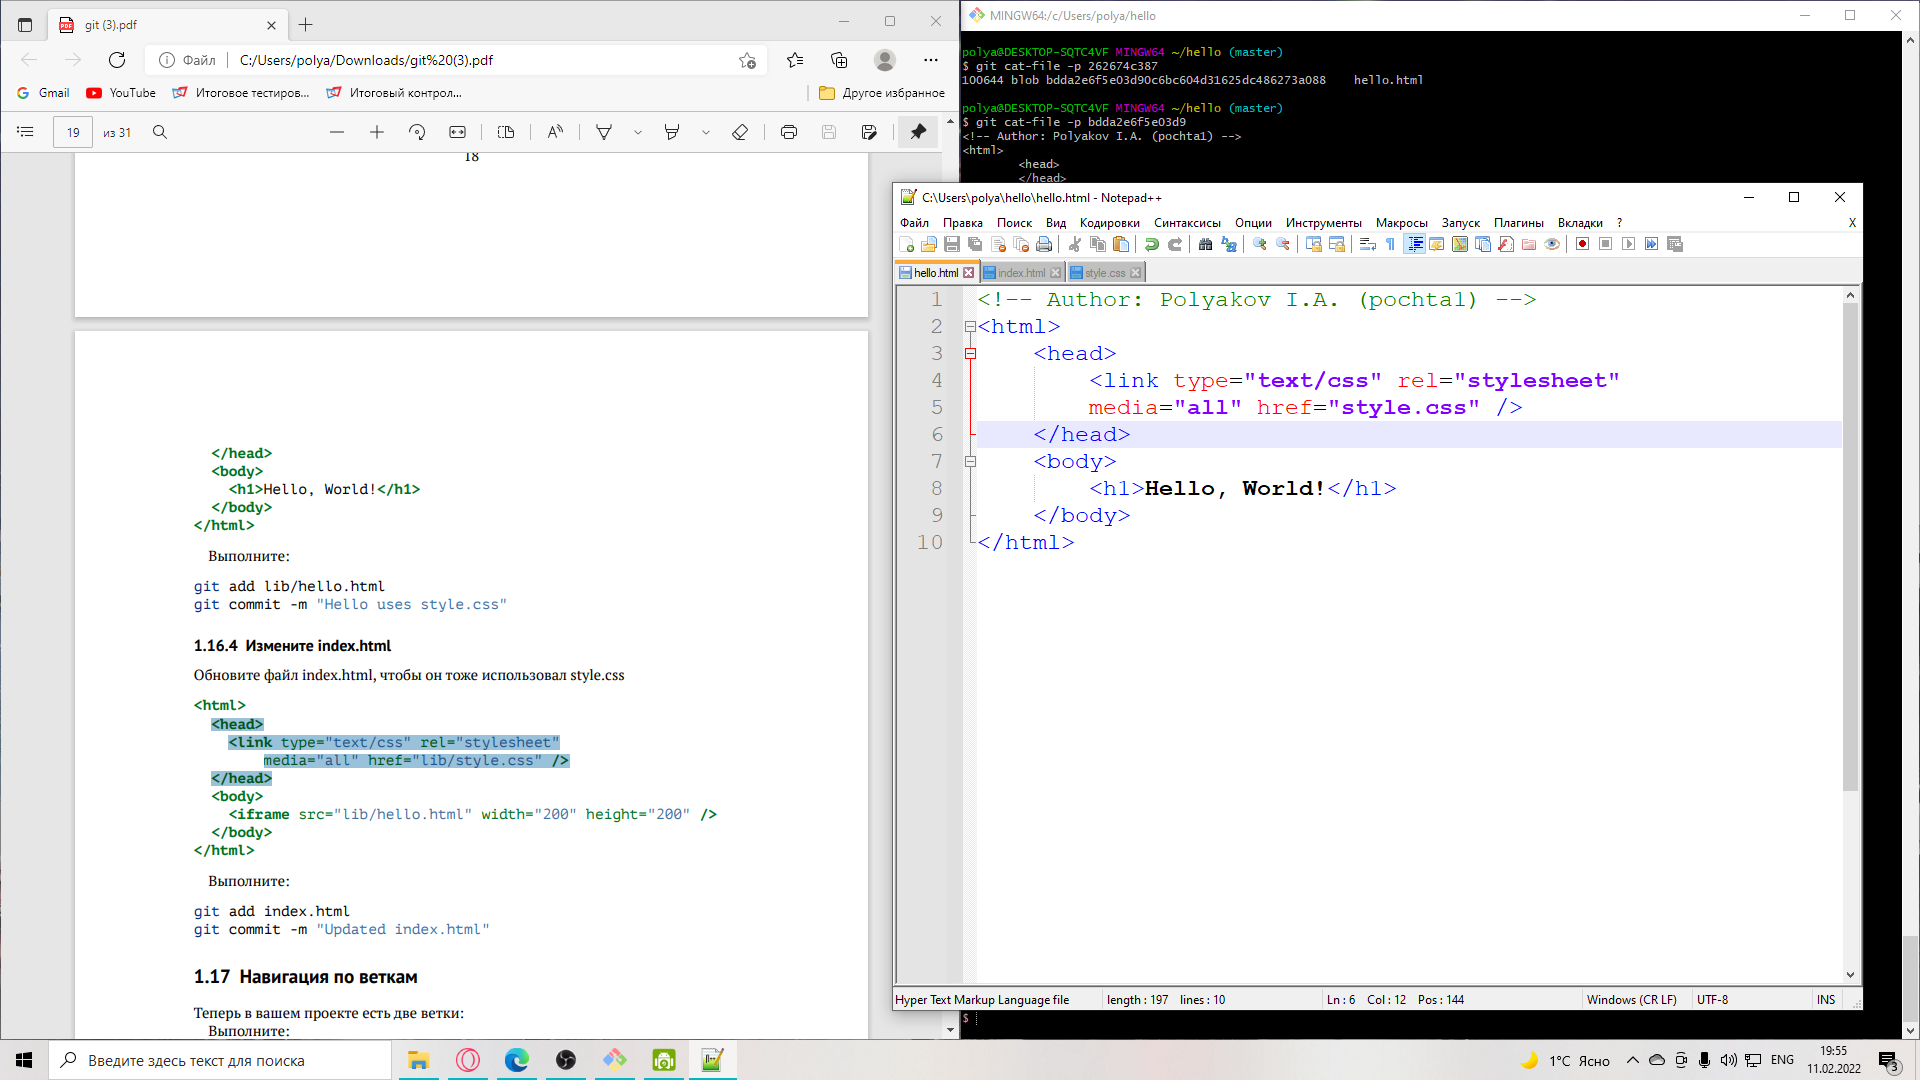 git (3).pdf
Файл
C:/Users/polya/Downloads/git%20(3).pdf
Gmail
YouTube
Итоговое тестиров...
Итоговый контрол...
Другое избранное
19
из 31
18
</head>
<body>
<h1>Hello, World!</h1>
</body>
</html>
Выполните:
git add lib/hello.html
git commit -m "Hello uses style.css"
1.16.4 Измените index.html
Обновите файл index.html, чтобы он тоже использовал style.css
<html>
<head>
<link type="text/css" rel="stylesheet"
media="all" href="lib/style.css" />
</head>
<body>
<iframe src="lib/hello.html" width="200" height="200" />
</body>
</html>
Выполните:
git add index.html
git commit -m "Updated index.html"
1.17 Навигация по веткам
Теперь в вашем проекте есть две ветки:
Выполните:
MINGW64:/c/Users/polya/hello
polya@DESKTOP-SQTC4VF MINGW64 ~/hello (master)
$ git cat-file -p 262674c387
100644 blob bdda2e6f5e03d90c6bc604d31625dc486273a088    hello.html
polya@DESKTOP-SQTC4VF MINGW64 ~/hello (master)
$ git cat-file -p bdda2e6f5e03d9
<!-- Author: Polyakov I.A. (pochta1) -->
<html>
<head>
</head>
$
C:\Users\polya\hello\hello.html - Notepad++
Файл Правка Поиск Вид Кодировки Синтаксисы Опции Инструменты Макросы Запуск Плагины Вкладки ? X
hello.html index.html style.css
1 <!-- Author: Polyakov I.A. (pochta1) -->
2 <html>
3 <head>
4 <link type="text/css" rel="stylesheet"
5 media="all" href="style.css" />
6 </head>
7 <body>
8 <h1>Hello, World!</h1>
9 </body>
10 </html>
Hyper Text Markup Language file length : 197 lines : 10 Ln : 6 Col : 12 Pos : 144 Windows (CR LF) UTF-8 INS
Введите здесь текст для поиска
1°C Ясно
ENG
19:55
11.02.2022
3